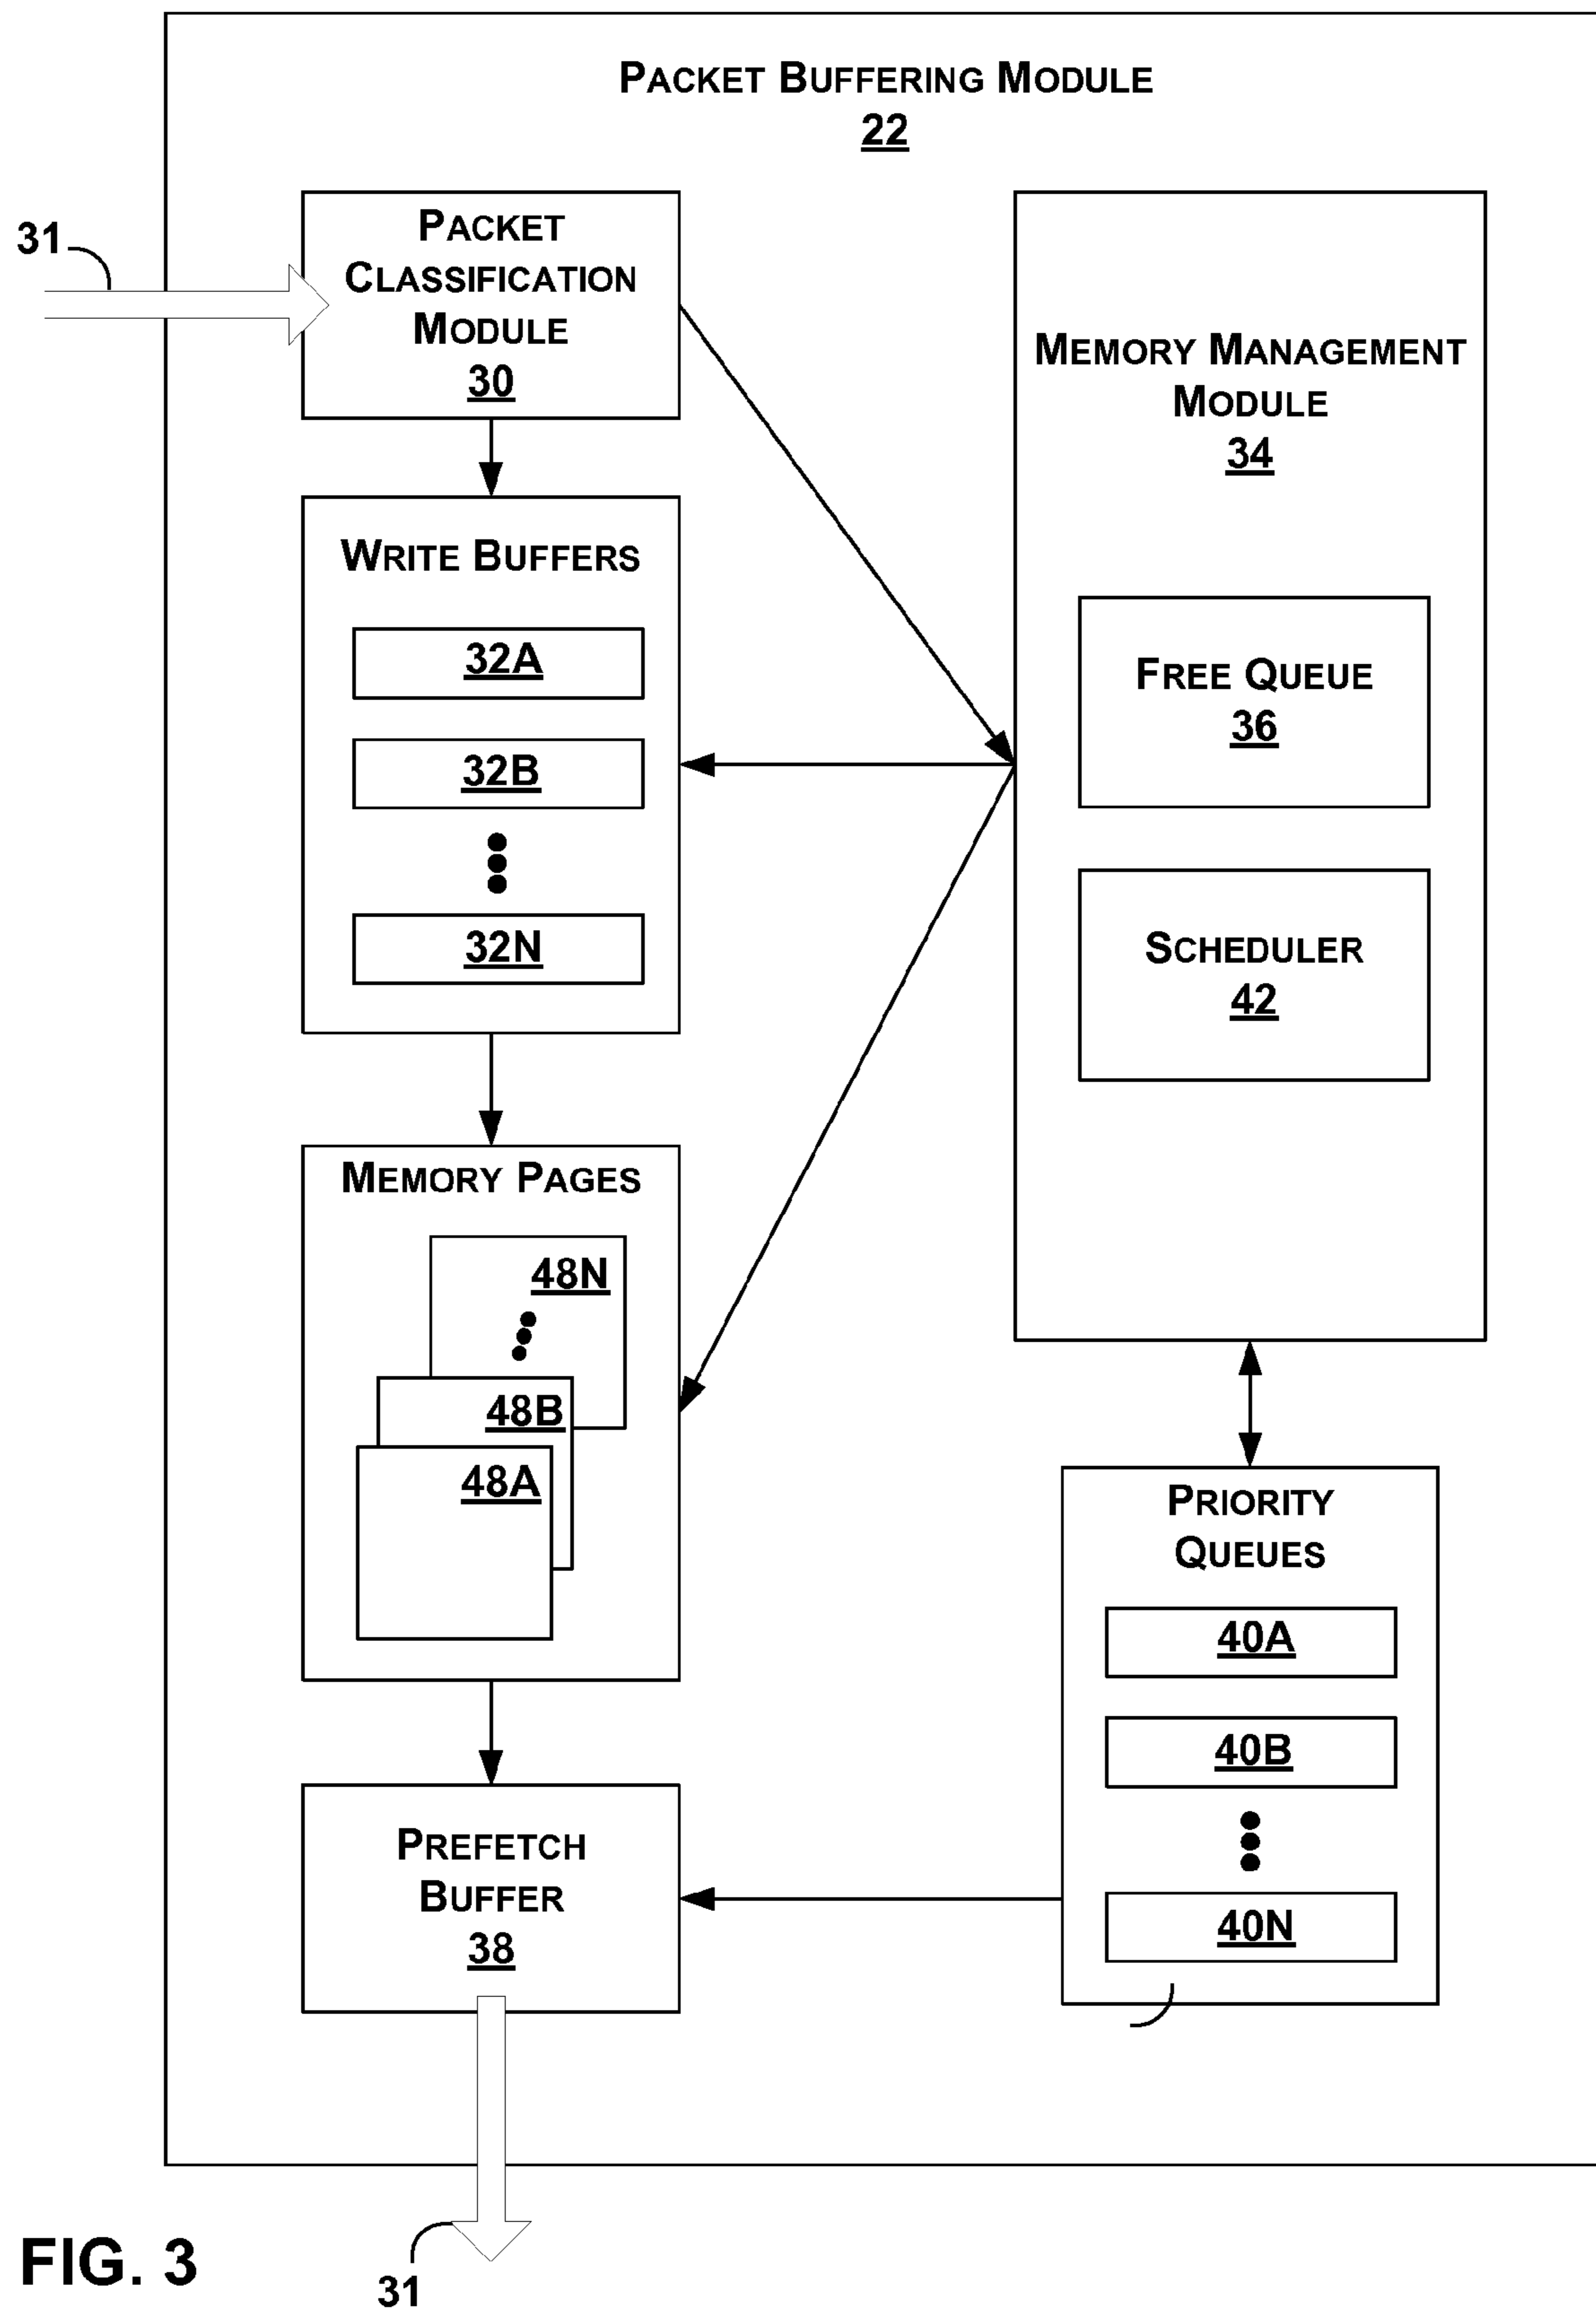 PACKET BUFFERING MODULE
22
31
PACKET
CLASSIFICATION
MODULE
30
WRITE BUFFERS
32A
32B
32N
MEMORY MANAGEMENT
MODULE
34
FREE QUEUE
36
SCHEDULER
42
MEMORY PAGES
48N
48B
48A
PRIORITY
QUEUES
40A
40B
40N
PREFETCH
BUFFER
38
31
FIG. 3